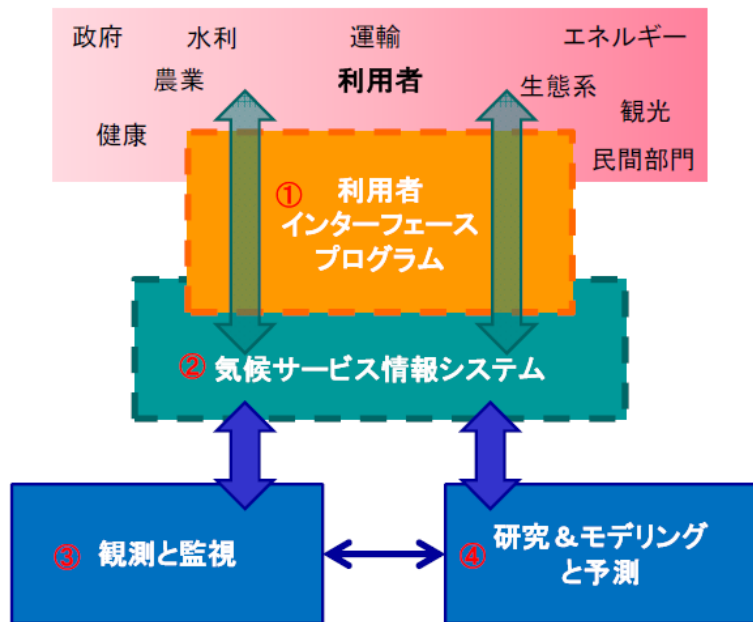 政府 水利 運輸 エネルギー
農業 利用者 生態系
観光
健康
民間部門
① 利用者
インターフェース
プログラム
② 気候サービス情報システム
③ 観測と監視
④ 研究&モデリング
と予測